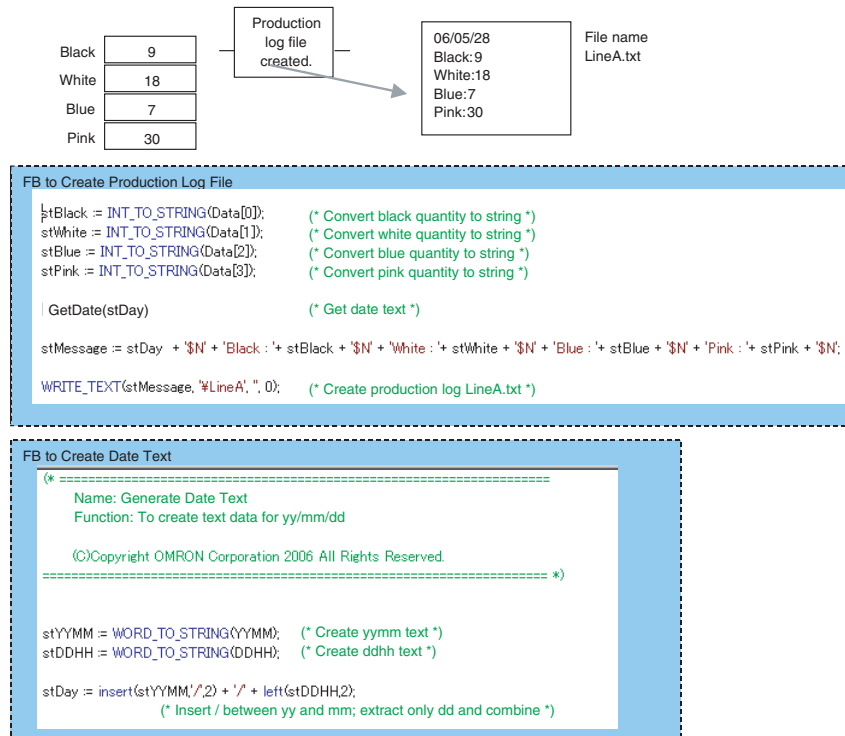 Black 9
White 18
Blue 7
Pink 30
Production
log file
created.
06/05/28
Black:9
White:18
Blue:7
Pink:30
File name
LineA.txt
FB to Create Production Log File
stBlack := INT_TO_STRING(Data[0]); (* Convert black quantity to string *)
stWhite := INT_TO_STRING(Data[1]); (* Convert white quantity to string *)
stBlue := INT_TO_STRING(Data[2]); (* Convert blue quantity to string *)
stPink := INT_TO_STRING(Data[3]); (* Convert pink quantity to string *)
GetDate(stDay) (* Get date text *)
stMessage := stDay + '$N' + 'Black : '+ stBlack + '$N' + 'White : '+ stWhite + '$N' + 'Blue : '+ stBlue + '$N' + 'Pink : '+ stPink + '$N';
WRITE_TEXT(stMessage, '¥LineA', '', 0); (* Create production log LineA.txt *)
FB to Create Date Text
(* ====================================================================
Name: Generate Date Text
Function: To create text data for yy/mm/dd
(C)Copyright OMRON Corporation 2006 All Rights Reserved.
====================================================================== *)
stYYMM := WORD_TO_STRING(YYMM); (* Create yymm text *)
stDDHH := WORD_TO_STRING(DDHH); (* Create ddhh text *)
stDay := insert(stYYMM,'/',2) + '/' + left(stDDHH,2);
(* Insert / between yy and mm; extract only dd and combine *)